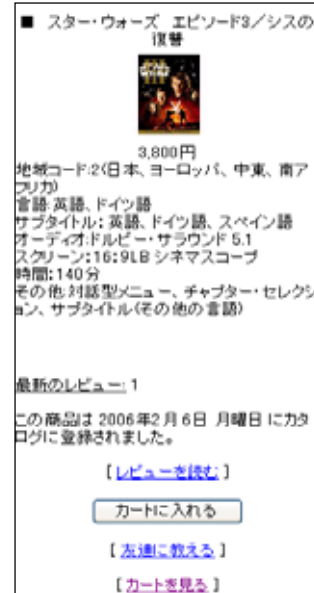 ■ スター・ウォーズ エピソード3／シスの
復讐
STAR WARS
3,800円
地域コード:2(日本、ヨーロッパ、中東、南ア
フリカ)
言語:英語、ドイツ語
サブタイトル: 英語、ドイツ語、スペイン語
オーディオ:ドルビー・サラウンド 5.1
スクリーン:16:9LB シネマスコープ
時間:140分
その他:対話型メニュー、チャプター・セレクシ
ョン、サブタイトル(その他の言語)
最新のレビュー: 1
この商品は 2006年2月6日 月曜日 にカタ
ログに登録されました。
[ レビューを読む ]
カートに入れる
[ 友達に教える ]
[ カートを見る ]